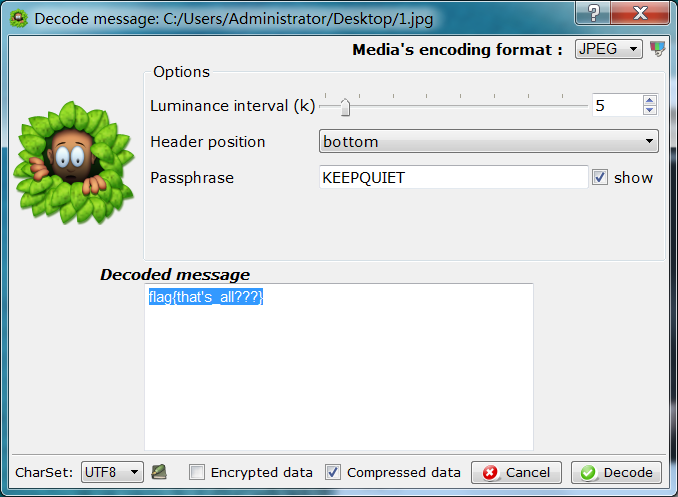 Decode message: C:/Users/Administrator/Desktop/1.jpg
Media's encoding format : JPEG
Options
Luminance interval (k) 5
Header position bottom
Passphrase KEEPQUIET show
Decoded message
flag{that's_all???}
CharSet: UTF8 Encrypted data Compressed data Cancel Decode